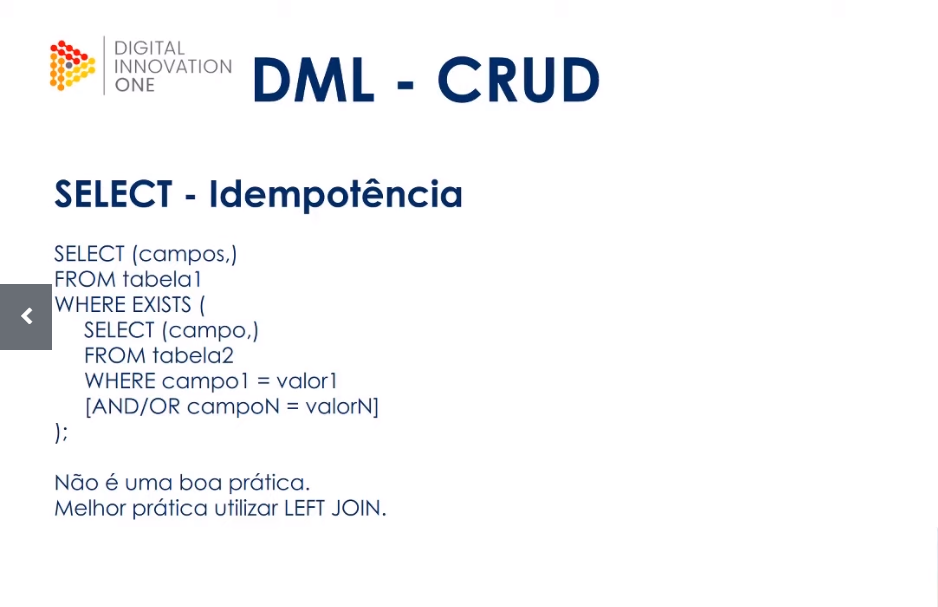 DIGITAL
INNOVATION
ONE
DML - CRUD
SELECT - Idempotência
SELECT (campos,)
FROM tabela1
WHERE EXISTS (
SELECT (campo,)
FROM tabela2
WHERE campo1 = valor1
[AND/OR campoN = valorN]
);
Não é uma boa prática.
Melhor prática utilizar LEFT JOIN.